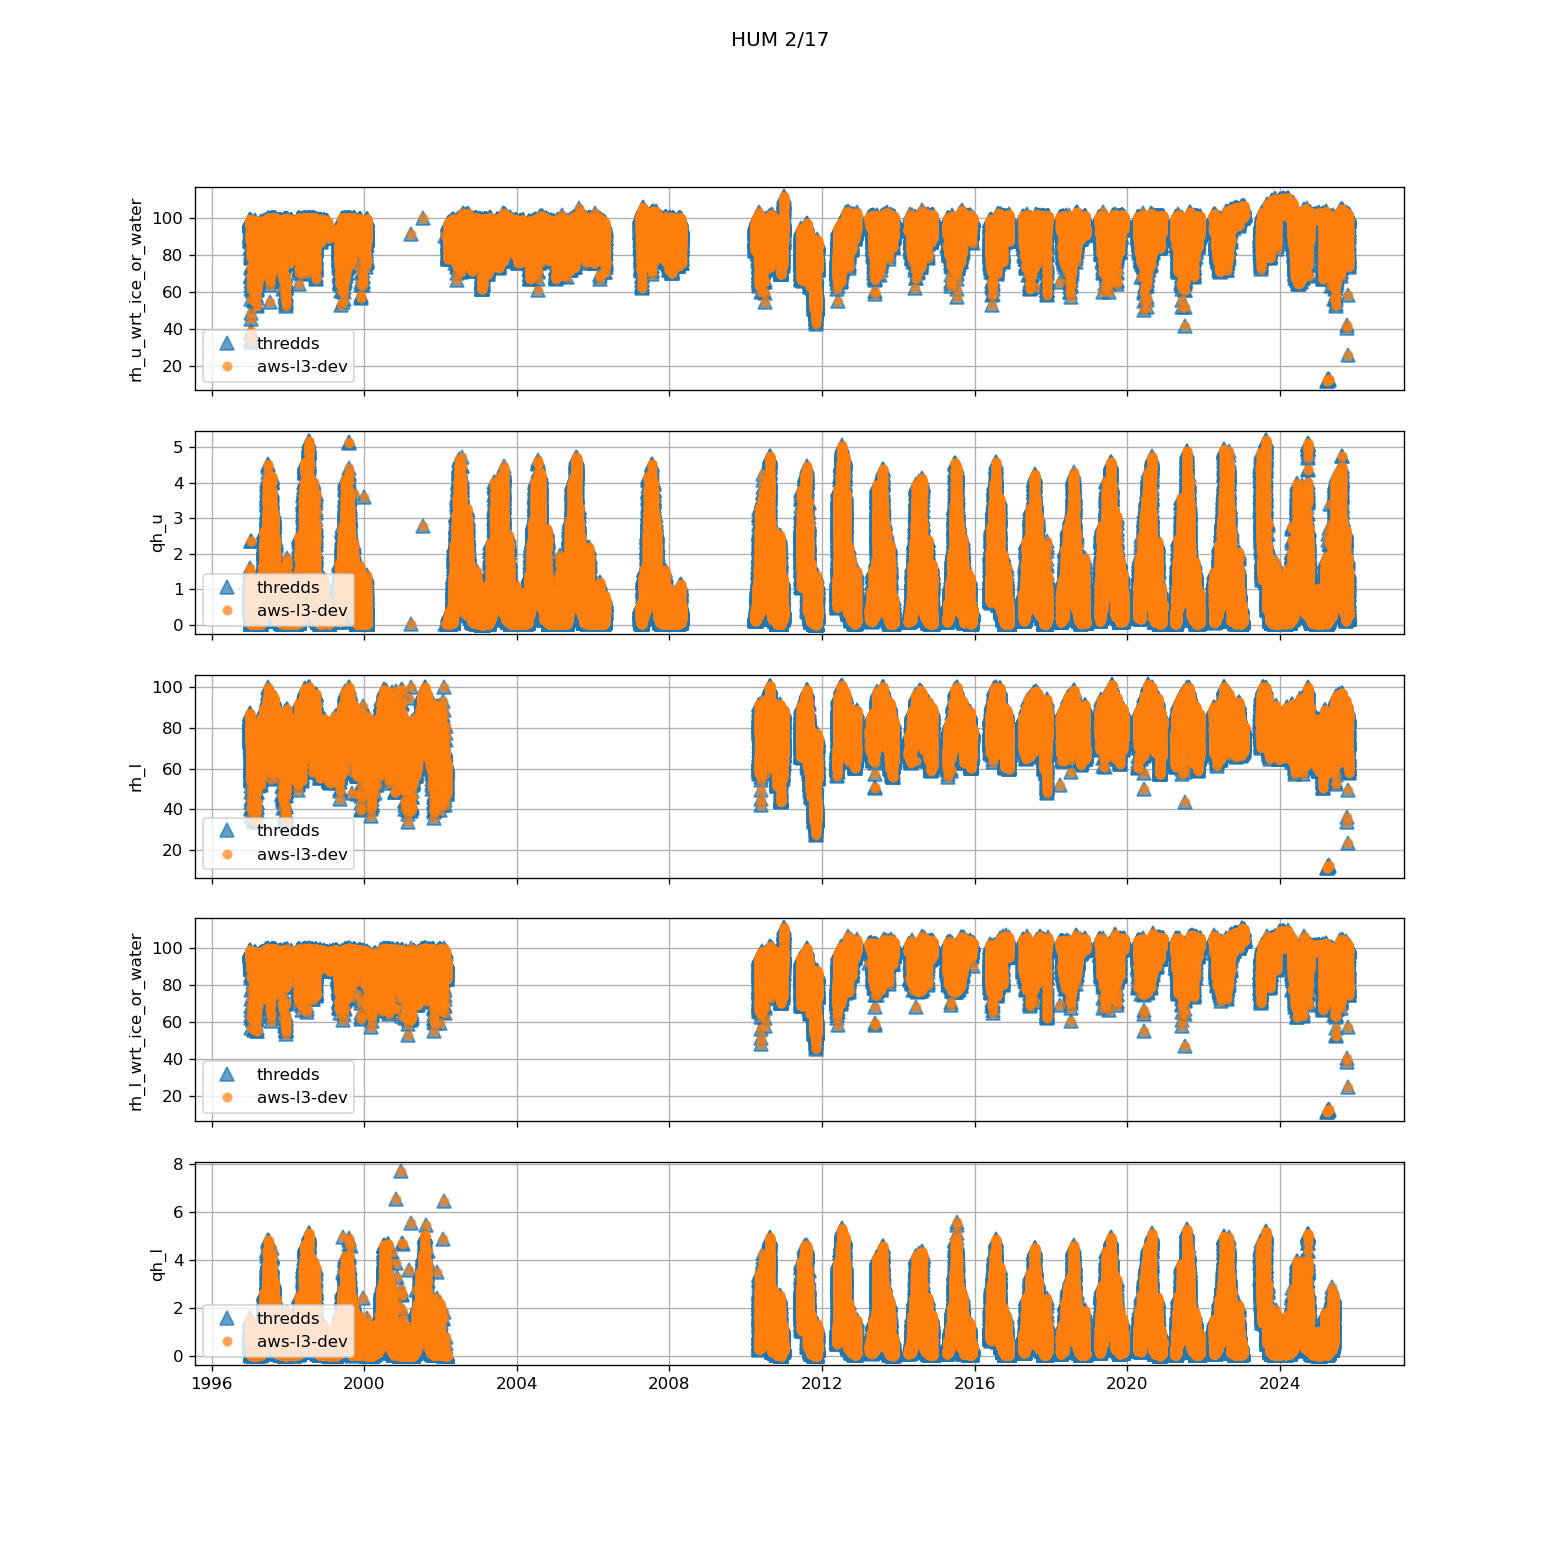 HUM 2/17
rh_u_wrt_ice_or_water
100
80
60
40
20
thredds
aws-l3-dev
qh_u
5
4
3
2
1
0
thredds
aws-l3-dev
rh_l
100
80
60
40
20
thredds
aws-l3-dev
rh_l_wrt_ice_or_water
100
80
60
40
20
thredds
aws-l3-dev
qh_l
8
6
4
2
0
thredds
aws-l3-dev
1996 2000 2004 2008 2012 2016 2020 2024